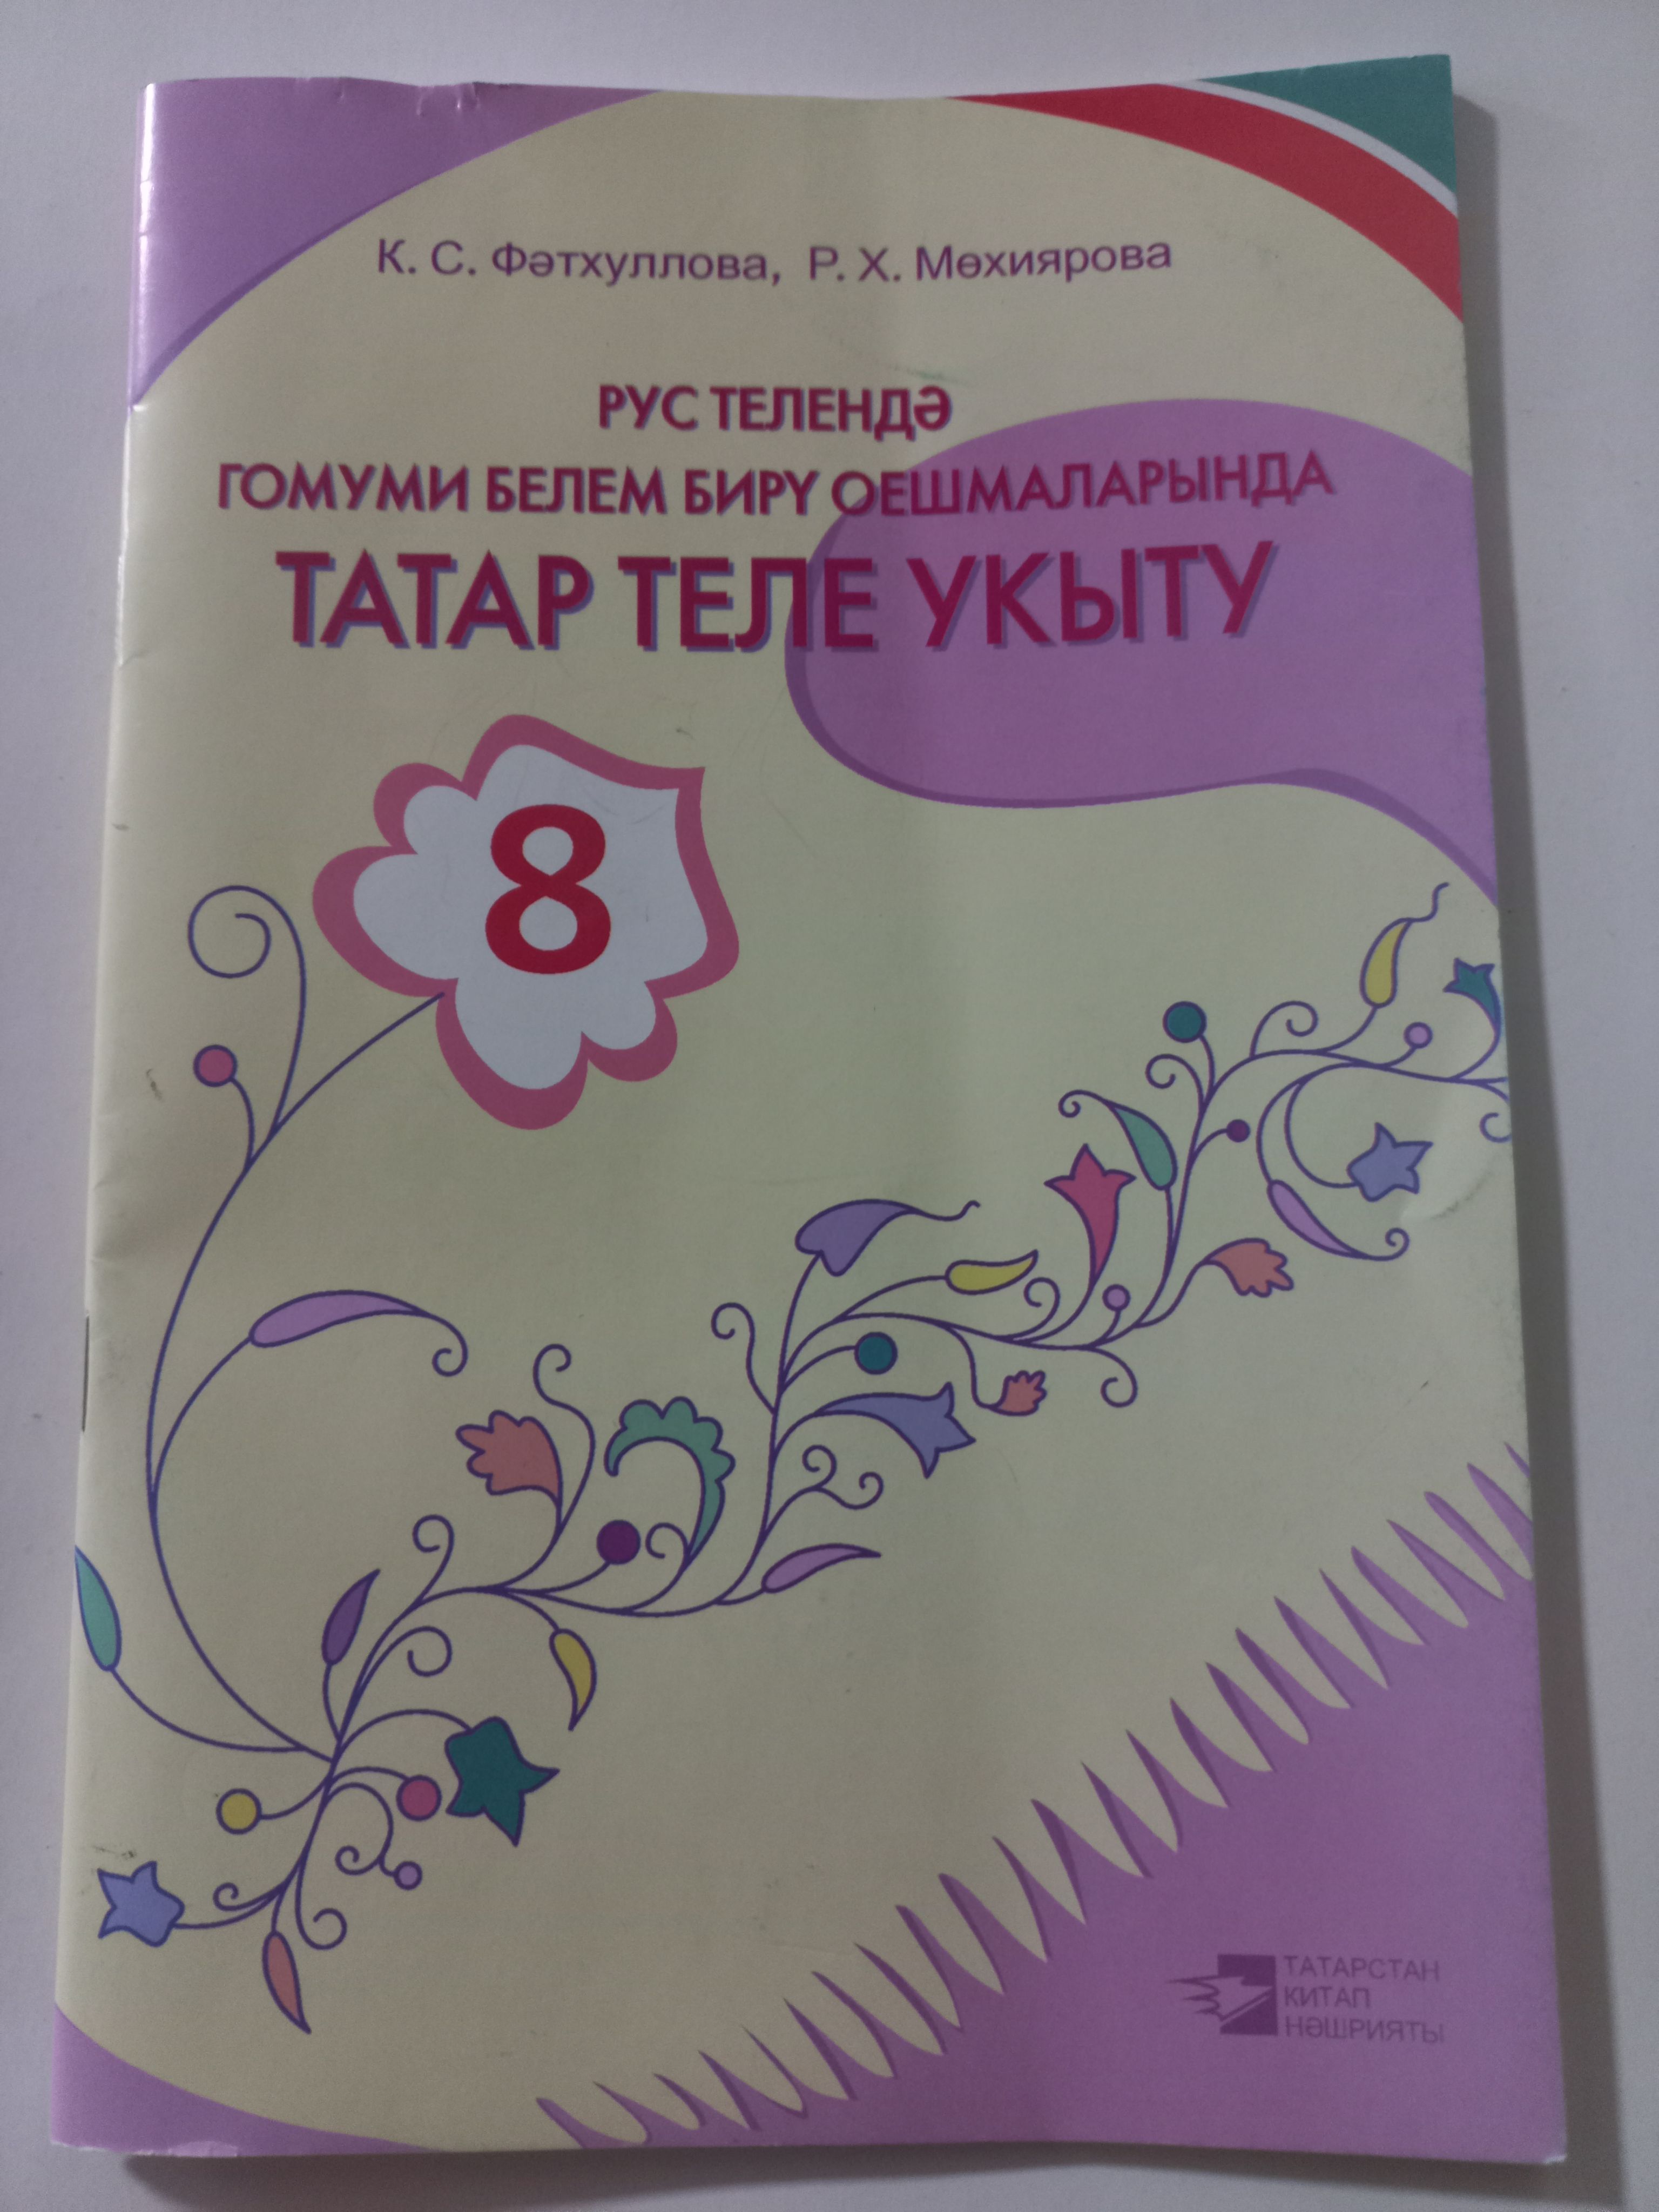 К. С. Фәтхуллова, Р. Х. Мөхиярова
РУС ТЕЛЕНДӘ
ГОМУМИ БЕЛЕМ БИРҮ ОЕШМАЛАРЫНДА
ТАТАР ТЕЛЕ УКЫТУ
8
ТАТАРСТАН
КИТАП
НӘШРИЯТЫ